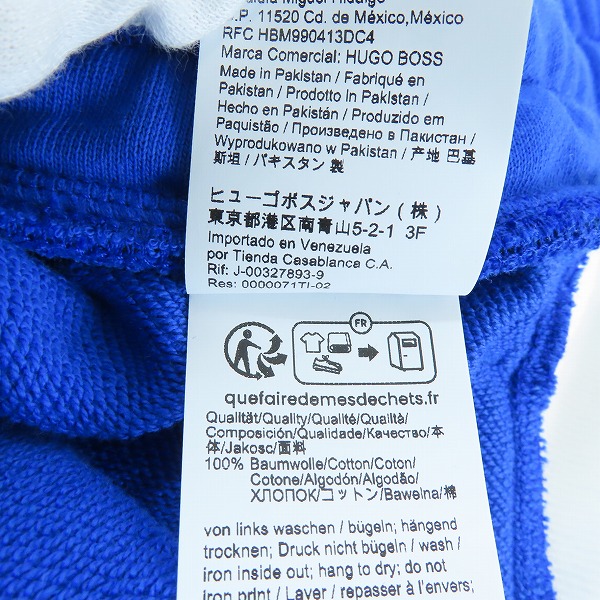 Miguel Hidalgo
C.P. 11520 Cd. de México,México
RFC HBM990413DC4
Marca Comercial: HUGO BOSS
Made in Pakistan / Fabriqué en
Pakistan / Prodotto in Pakistan /
Hecho en Pakistán / Produzido em
Paquistão / Произведено в Пакистан /
Wyprodukowano w Pakistan / 产地 巴基
斯坦 / パキスタン 製
ヒューゴボスジャパン ( 株 )
東京都港区南青山5-2-1 3F
Importado en Venezuela
por Tienda Casablanca C.A.
Rif: J-00327893-9
Res: 0000071TI-02
FR
quefairedemesdechets.fr
Qualität/Quality/Qualité/Qualità/
Composición/Qualidade/Качество/本
体/Jakosc/面料
100% Baumwolle/Cotton/Coton/
Cotone/Algodón/Algodão/
ХЛОПОК/コットン/Bawelna/棉
von links waschen / bügeln; hängend
trocknen; Druck nicht bügeln / wash /
iron inside out; hang to dry; do not
iron print / Laver / repasser à l'envers;